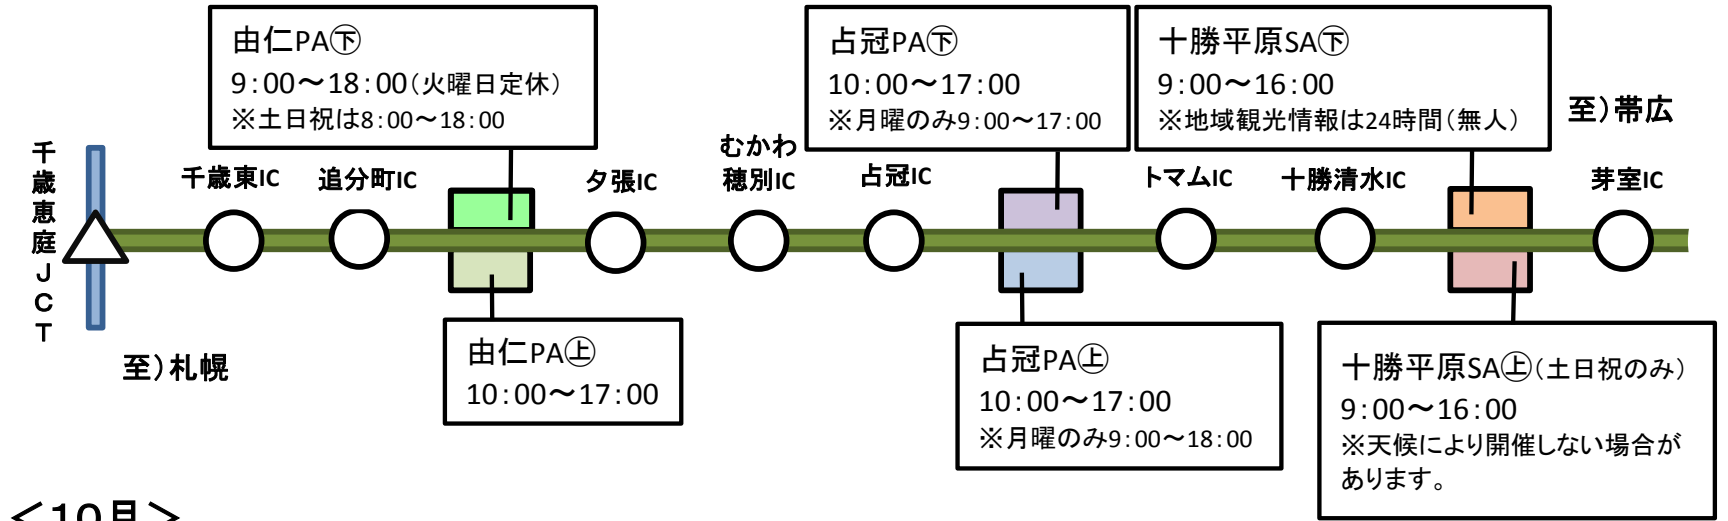 由仁PA㊦
9:00～18:00(火曜日定休)
※土日祝は8:00～18:00
占冠PA㊦
10:00～17:00
※月曜のみ9:00～17:00
十勝平原SA㊦
9:00～16:00
※地域観光情報は24時間(無人)
至)帯広
千歳恵庭JCT
千歳東IC
追分町IC
夕張IC
むかわ
穂別IC
占冠IC
トマムIC
十勝清水IC
芽室IC
至)札幌
由仁PA㊤
10:00～17:00
占冠PA㊤
10:00～17:00
※月曜のみ9:00～18:00
十勝平原SA㊤(土日祝のみ)
9:00～16:00
※天候により開催しない場合が
あります。
＜10月＞